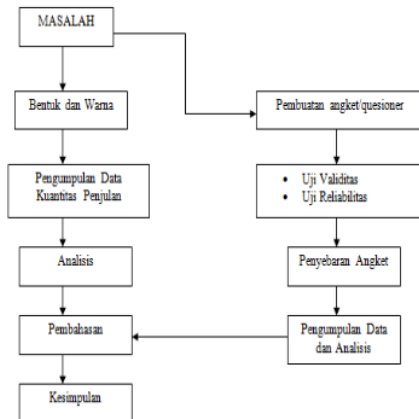 MASALAH
Bentuk dan Warna
Pembuatan angket/quesioner
Pengumpulan Data
Kuantitas Penjulan
• Uji Validitas
• Uji Reliabilitas
Analisis
Penyebaran Angket
Pembahasan
Pengumpulan Data
dan Analisis
Kesimpulan